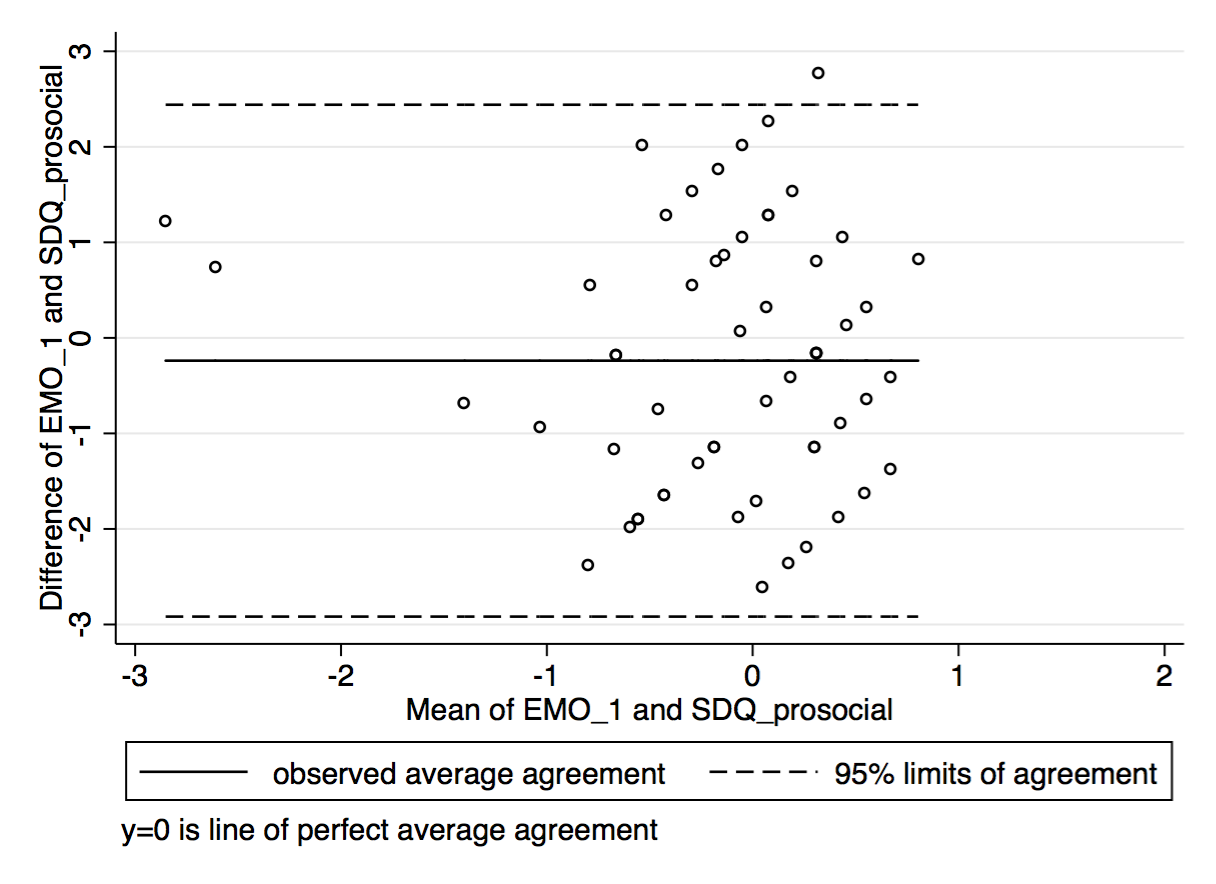 Difference of EMO_1 and SDQ_prosocial
3
2
1
0
-1
-2
-3
-3 -2 -1 0 1 2
Mean of EMO_1 and SDQ_prosocial
observed average agreement 95% limits of agreement
y=0 is line of perfect average agreement